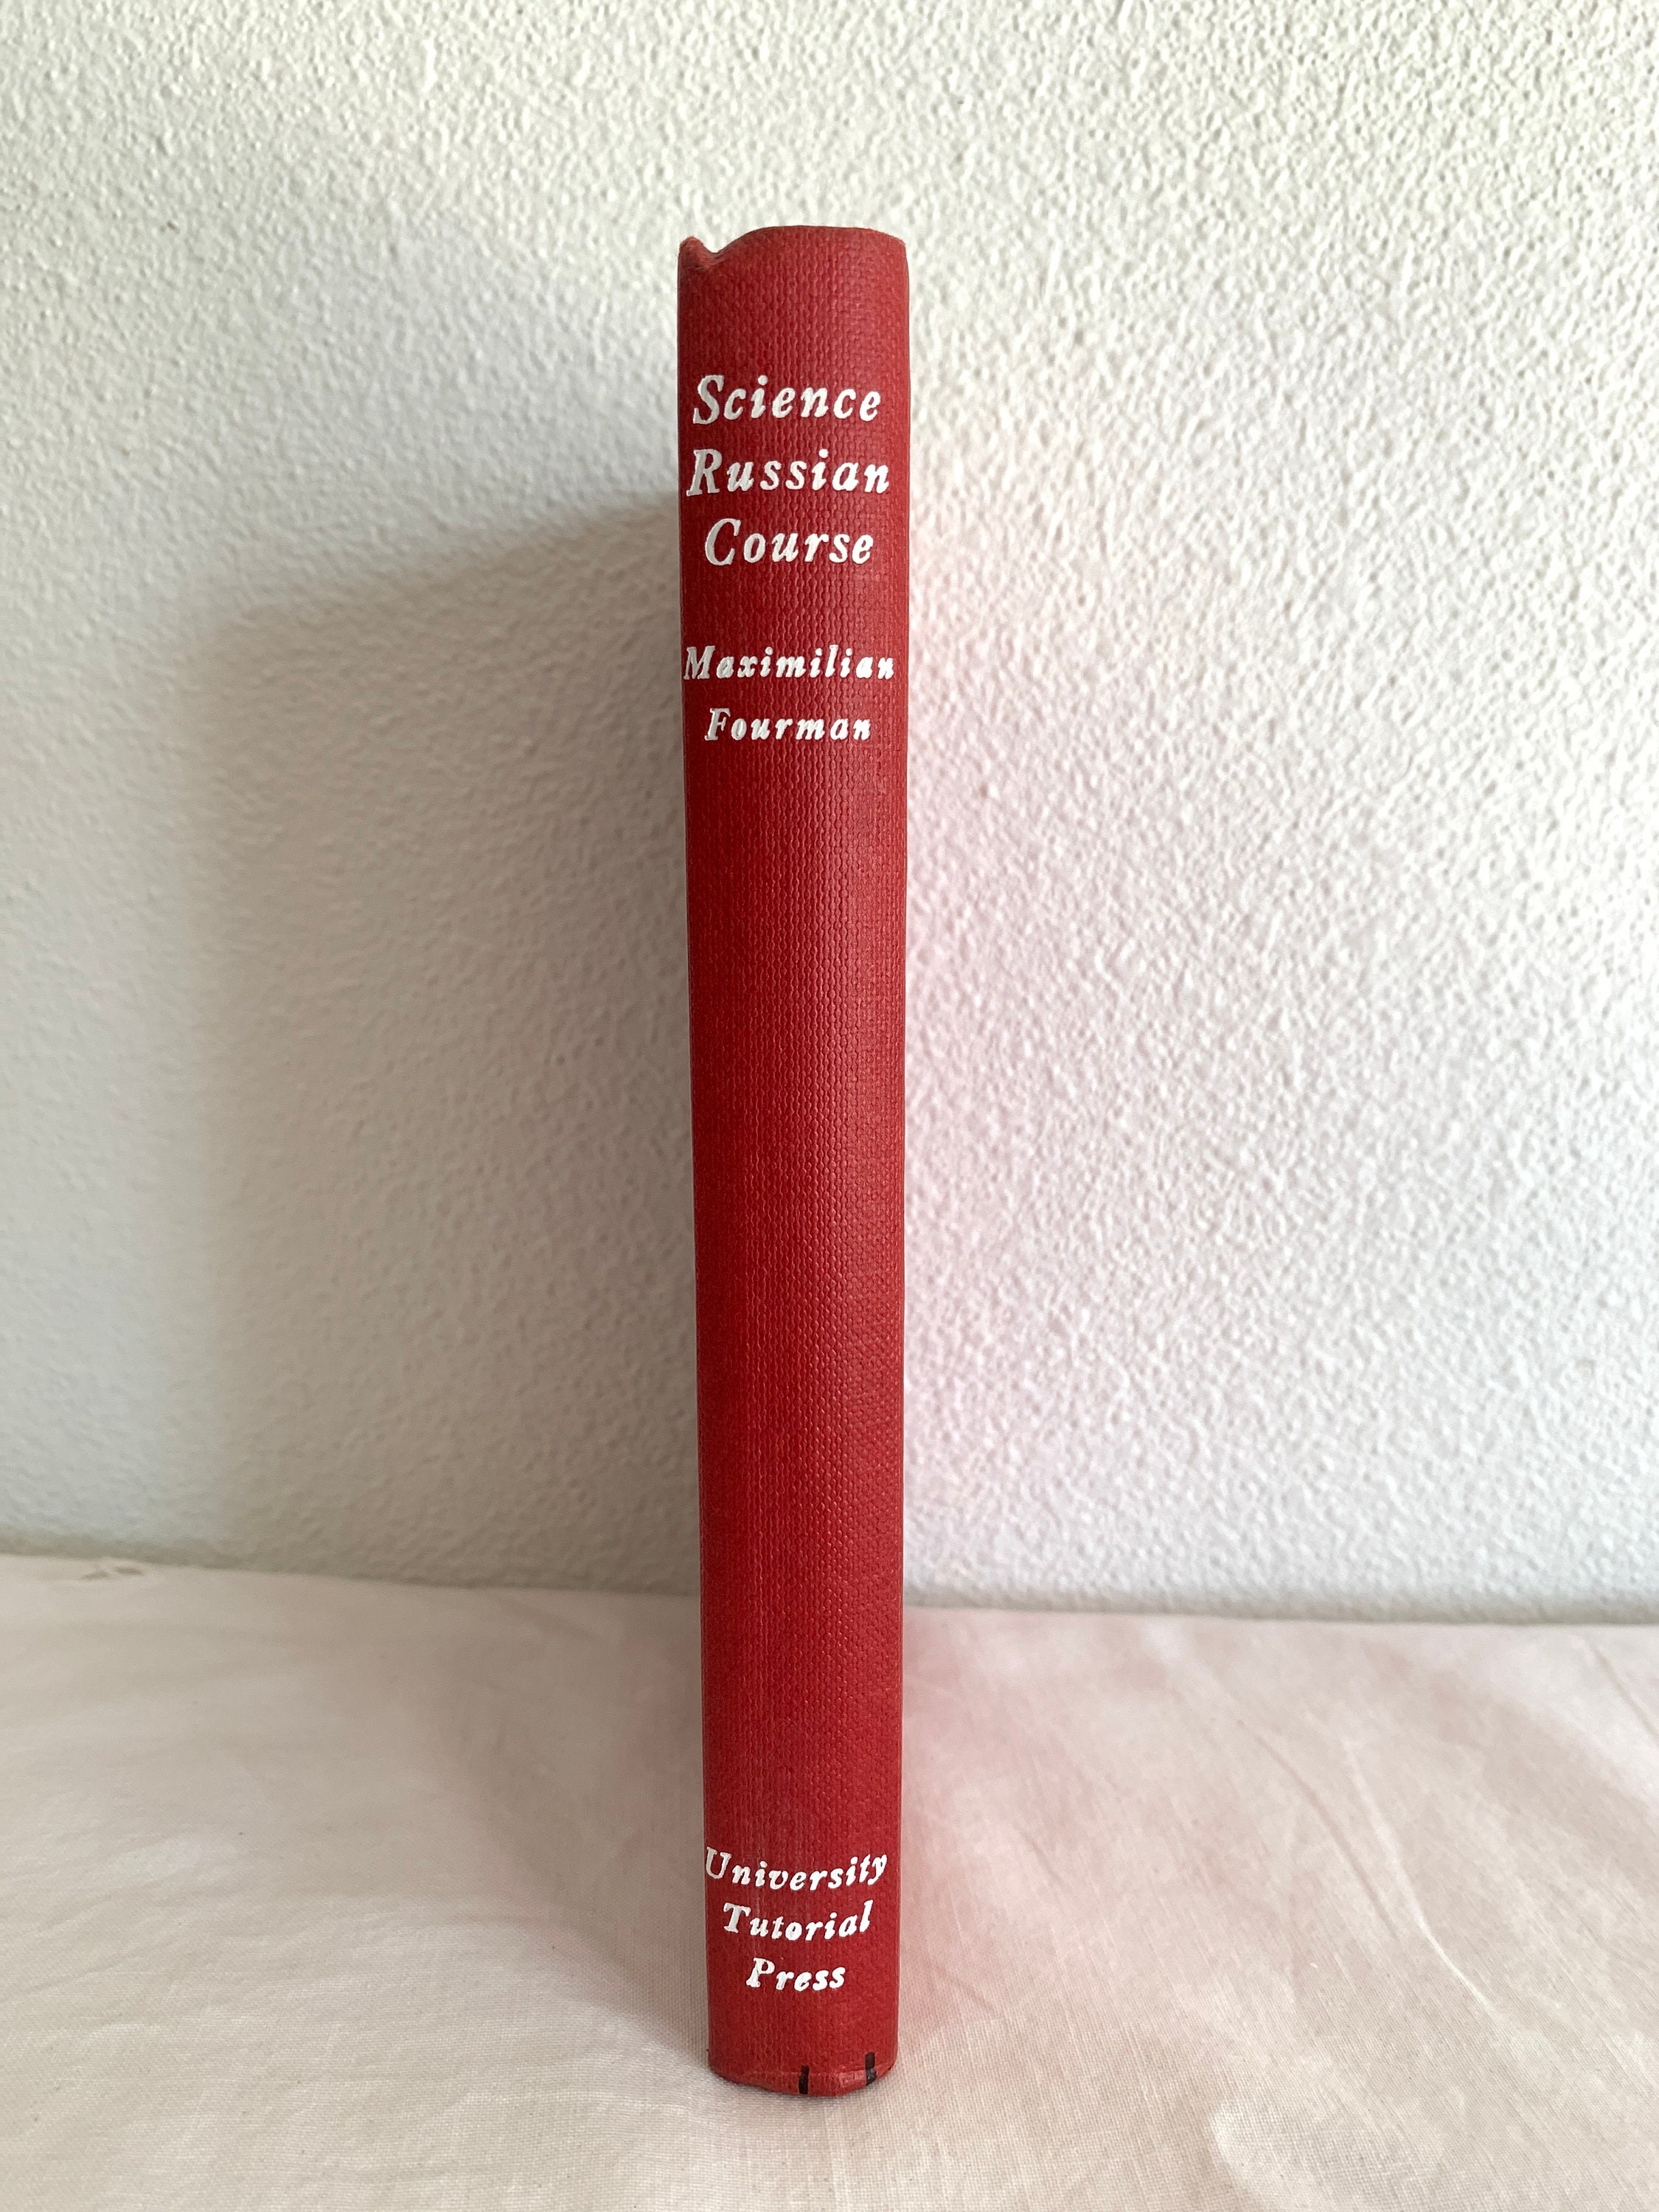 Science
Russian
Course
Maximilian
Fourman
University
Tutorial
Press